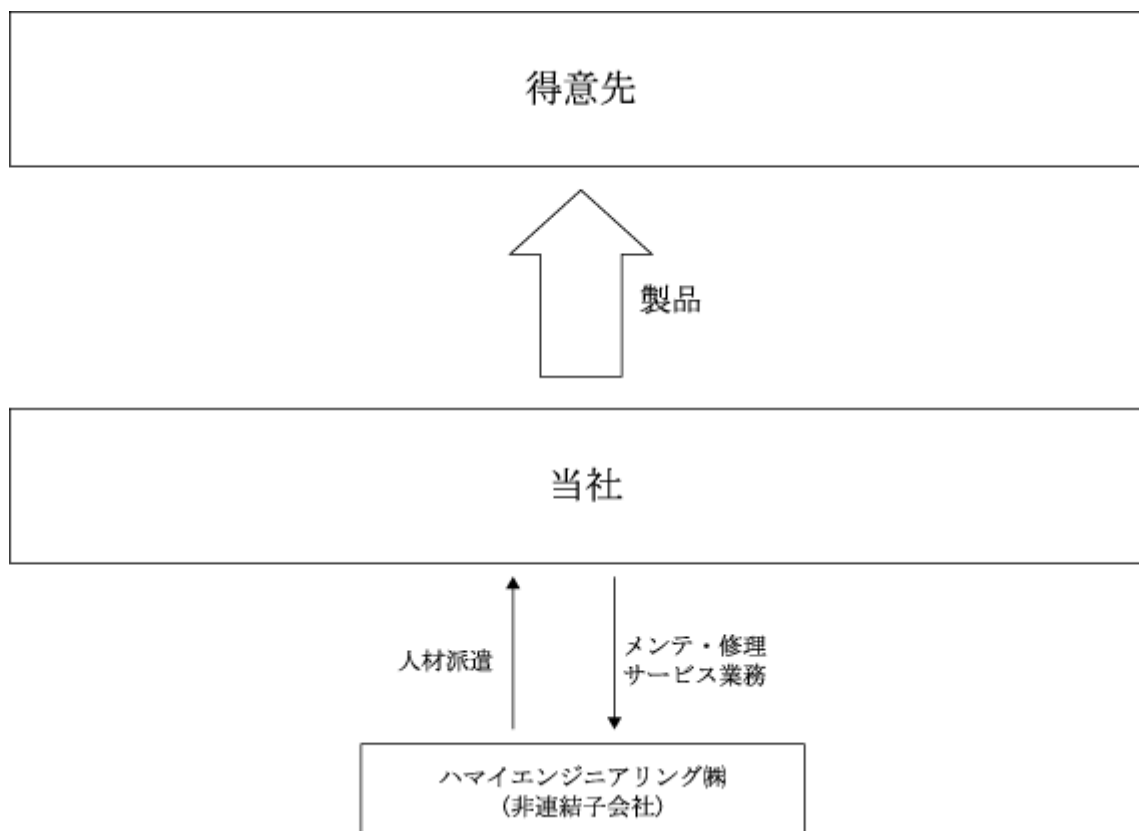 得意先
製品
当社
人材派遣
メンテ・修理
サービス業務
ハマイエンジニアリング㈱
(非連結子会社)